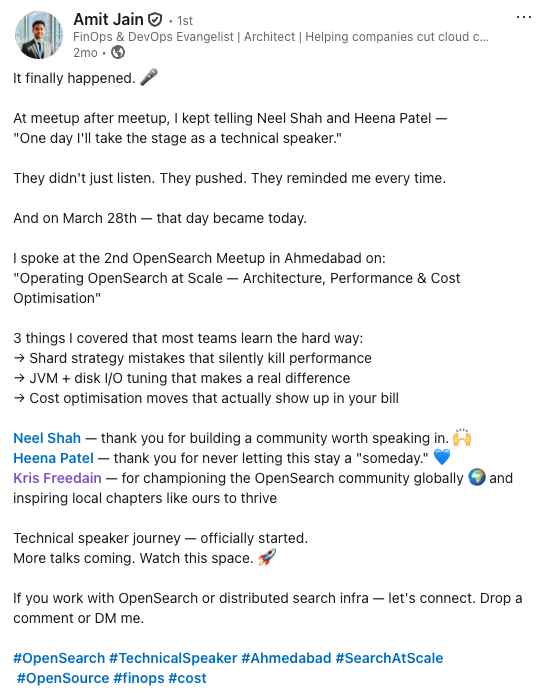 Amit Jain • 1st
FinOps & DevOps Evangelist | Architect | Helping companies cut cloud c...
2mo •
It finally happened. 🎤
At meetup after meetup, I kept telling Neel Shah and Heena Patel —
"One day I'll take the stage as a technical speaker."
They didn't just listen. They pushed. They reminded me every time.
And on March 28th — that day became today.
I spoke at the 2nd OpenSearch Meetup in Ahmedabad on:
"Operating OpenSearch at Scale — Architecture, Performance & Cost
Optimisation"
3 things I covered that most teams learn the hard way:
→ Shard strategy mistakes that silently kill performance
→ JVM + disk I/O tuning that makes a real difference
→ Cost optimisation moves that actually show up in your bill
Neel Shah — thank you for building a community worth speaking in. 🙌
Heena Patel — thank you for never letting this stay a "someday." 💙
Kris Freedain — for championing the OpenSearch community globally 🌍 and
inspiring local chapters like ours to thrive
Technical speaker journey — officially started.
More talks coming. Watch this space. 🚀
If you work with OpenSearch or distributed search infra — let's connect. Drop a
comment or DM me.
#OpenSearch #TechnicalSpeaker #Ahmedabad #SearchAtScale
#OpenSource #finops #cost